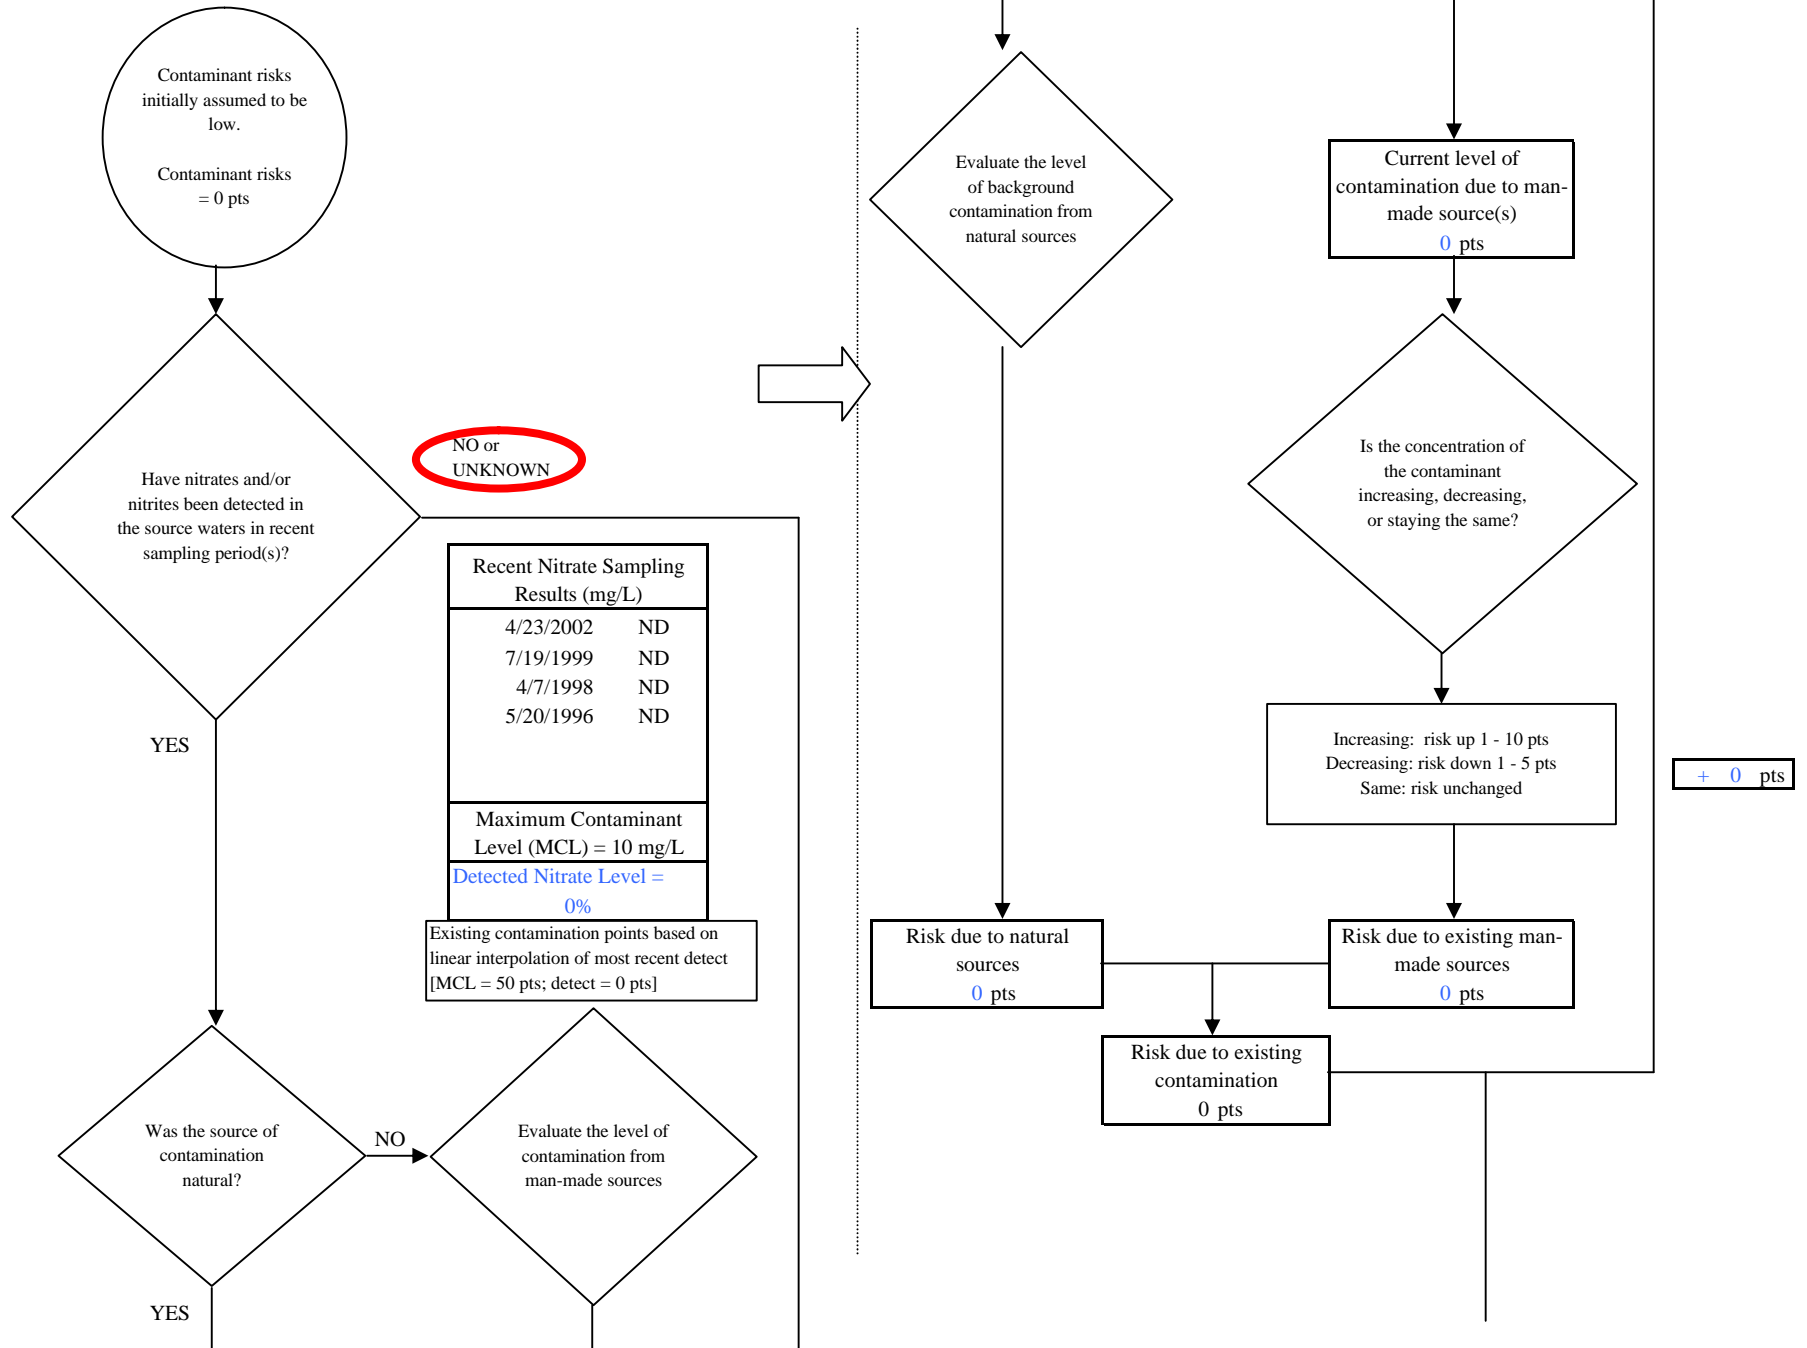 Contaminant risks
initially assumed to be
low.
Contaminant risks
= 0 pts
Have nitrates and/or
nitrites been detected in
the source waters in recent
sampling period(s)?
NO or
UNKNOWN
YES
Recent Nitrate Sampling
Results (mg/L)
4/23/2002 ND
7/19/1999 ND
4/7/1998 ND
5/20/1996 ND
Maximum Contaminant
Level (MCL) = 10 mg/L
Detected Nitrate Level =
0%
Existing contamination points based on
linear interpolation of most recent detect
[MCL = 50 pts; detect = 0 pts]
Was the source of
contamination
natural?
NO
Evaluate the level of
contamination from
man-made sources
YES
Evaluate the level
of background
contamination from
natural sources
Current level of
contamination due to man-
made source(s)
0 pts
Is the concentration of
the contaminant
increasing, decreasing,
or staying the same?
Increasing: risk up 1 - 10 pts
Decreasing: risk down 1 - 5 pts
Same: risk unchanged
+ 0 pts
Risk due to natural
sources
0 pts
Risk due to existing man-
made sources
0 pts
Risk due to existing
contamination
0 pts